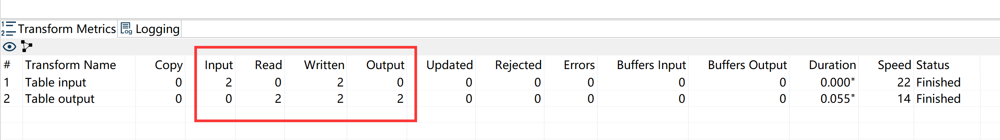 Transform Metrics Logging
# Transform Name Copy Input Read Written Output Updated Rejected Errors Buffers Input Buffers Output Duration Speed Status
1 Table input 0 2 0 2 0 0 0 0 0 0 0.000" 22 Finished
2 Table output 0 0 2 2 2 0 0 0 0 0 0.055" 14 Finished